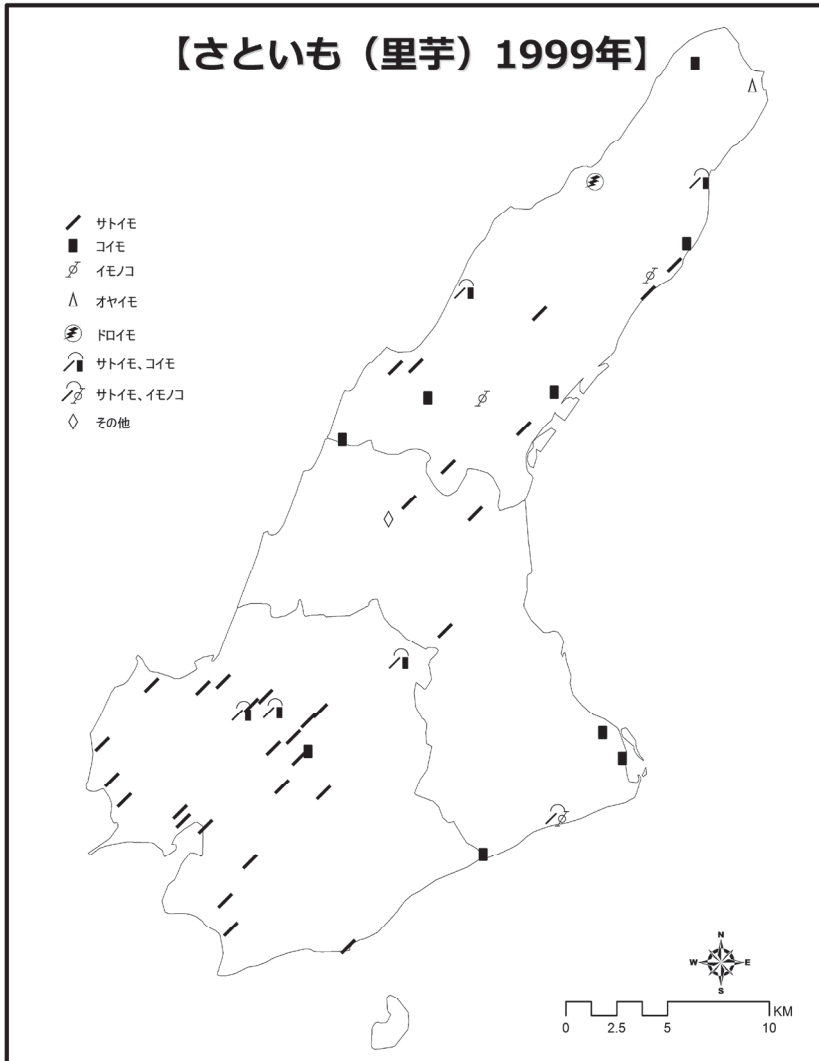 【さといも（里芋）1999年】
サトイモ
コイモ
イモノコ
オヤイモ
ドロイモ
サトイモ、コイモ
サトイモ、イモノコ
その他
N
W E
S
KM
0 2.5 5 10